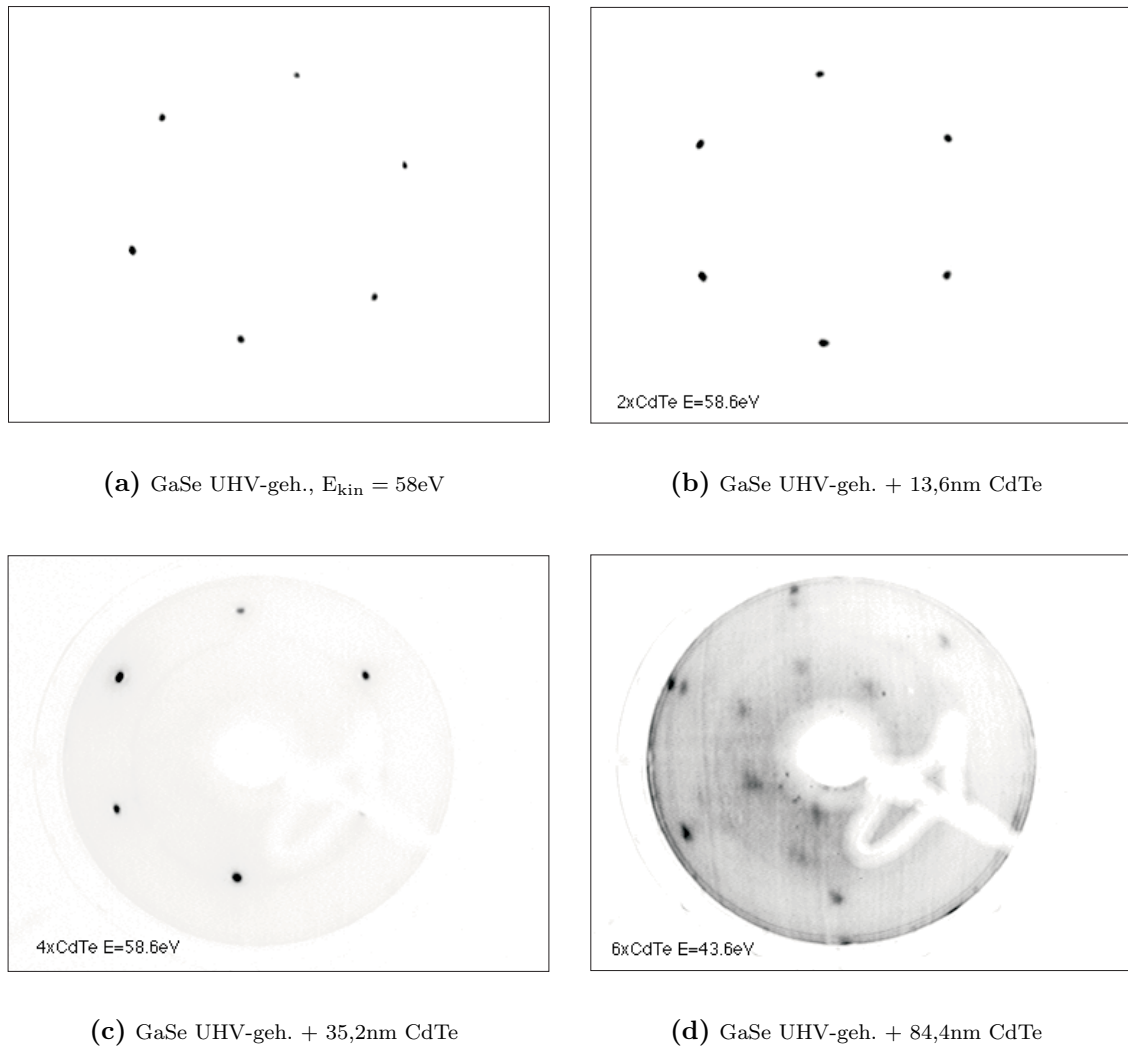 (a) GaSe UHV-geh., Ekin = 58eV
2xCdTe E=58.6eV
(b) GaSe UHV-geh. + 13,6nm CdTe
4xCdTe E=58.6eV
(c) GaSe UHV-geh. + 35,2nm CdTe
6xCdTe E=43.6eV
(d) GaSe UHV-geh. + 84,4nm CdTe